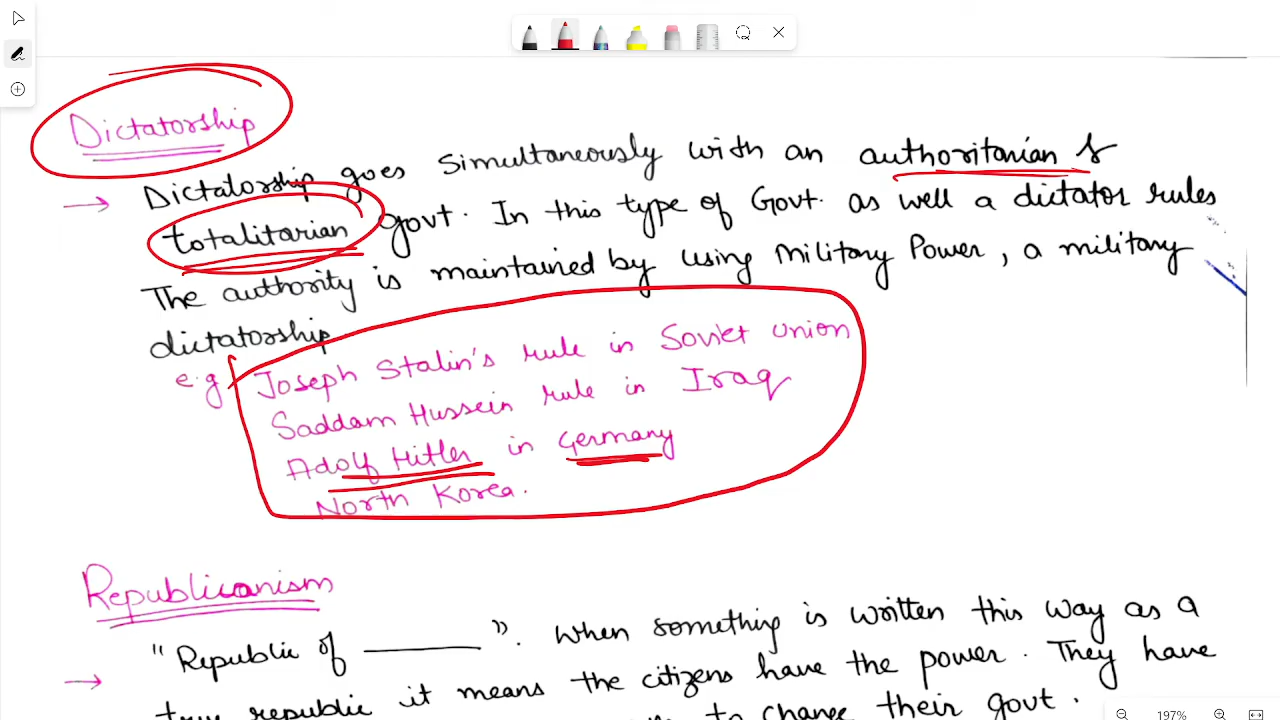 Dictatorship
Dictatorship goes simultaneously with an authoritarian &
totalitarian govt. In this type of Govt. as well a dictator rules
The authority is maintained by using Military Power, a military
dictatorship
e.g Joseph Stalin's rule in Soviet Union
Saddam Hussein rule in Iraq
Adolf Hitler in Germany
North Korea.
Republicanism
"Republic of ________". When something is written this way as a
true republic it means the citizens have the power. They have
to change their govt.
197%